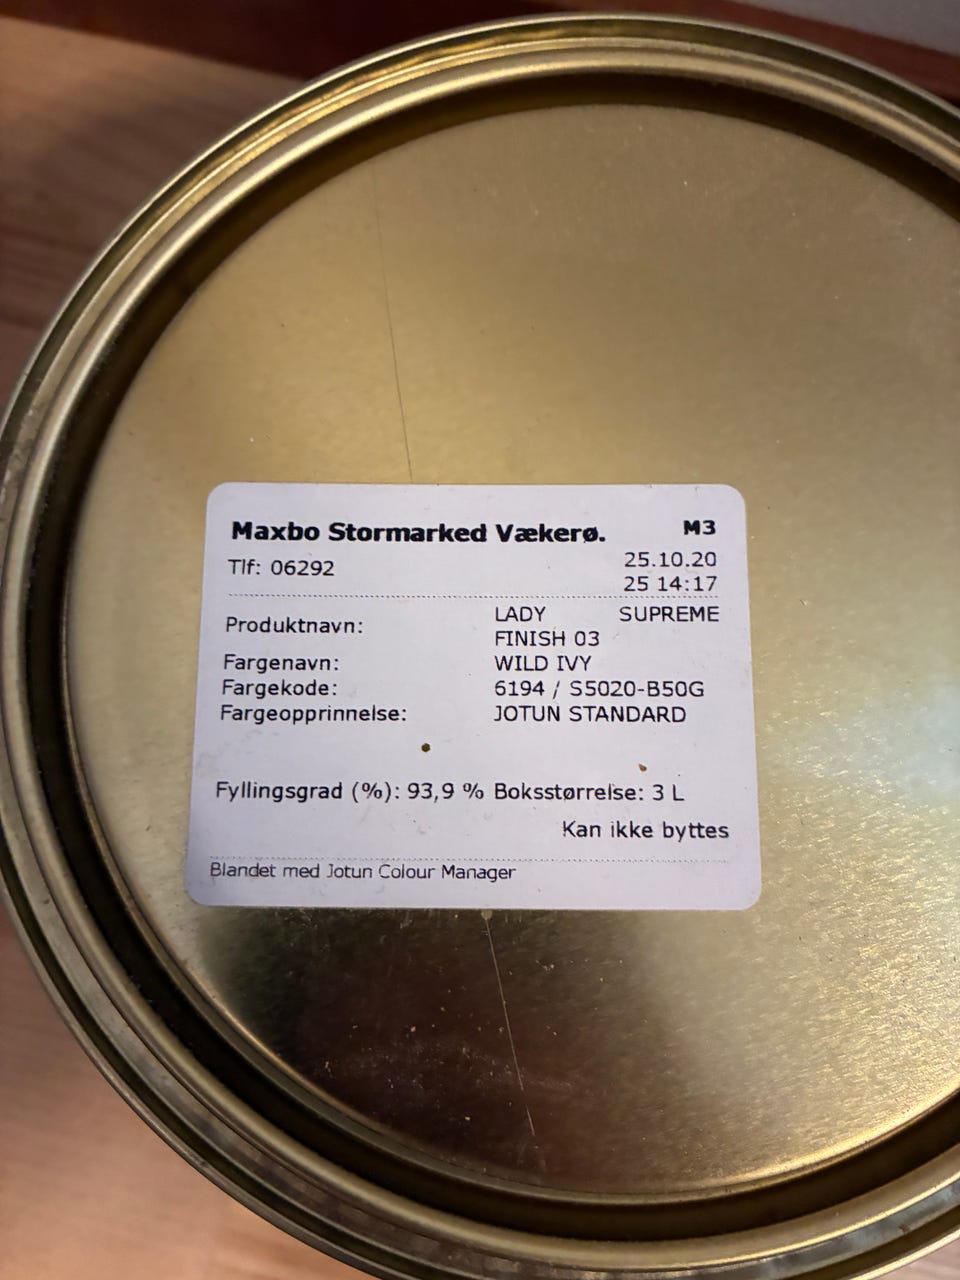 Maxbo Stormarked Vækerø. M3
Tlf: 06292 25.10.20
25 14:17
Produktnavn: LADY SUPREME
FINISH 03
Fargenavn: WILD IVY
Fargekode: 6194 / S5020-B50G
Fargeopprinnelse: JOTUN STANDARD
Fyllingsgrad (%): 93,9 % Boksstørrelse: 3 L
Kan ikke byttes
Blandet med Jotun Colour Manager